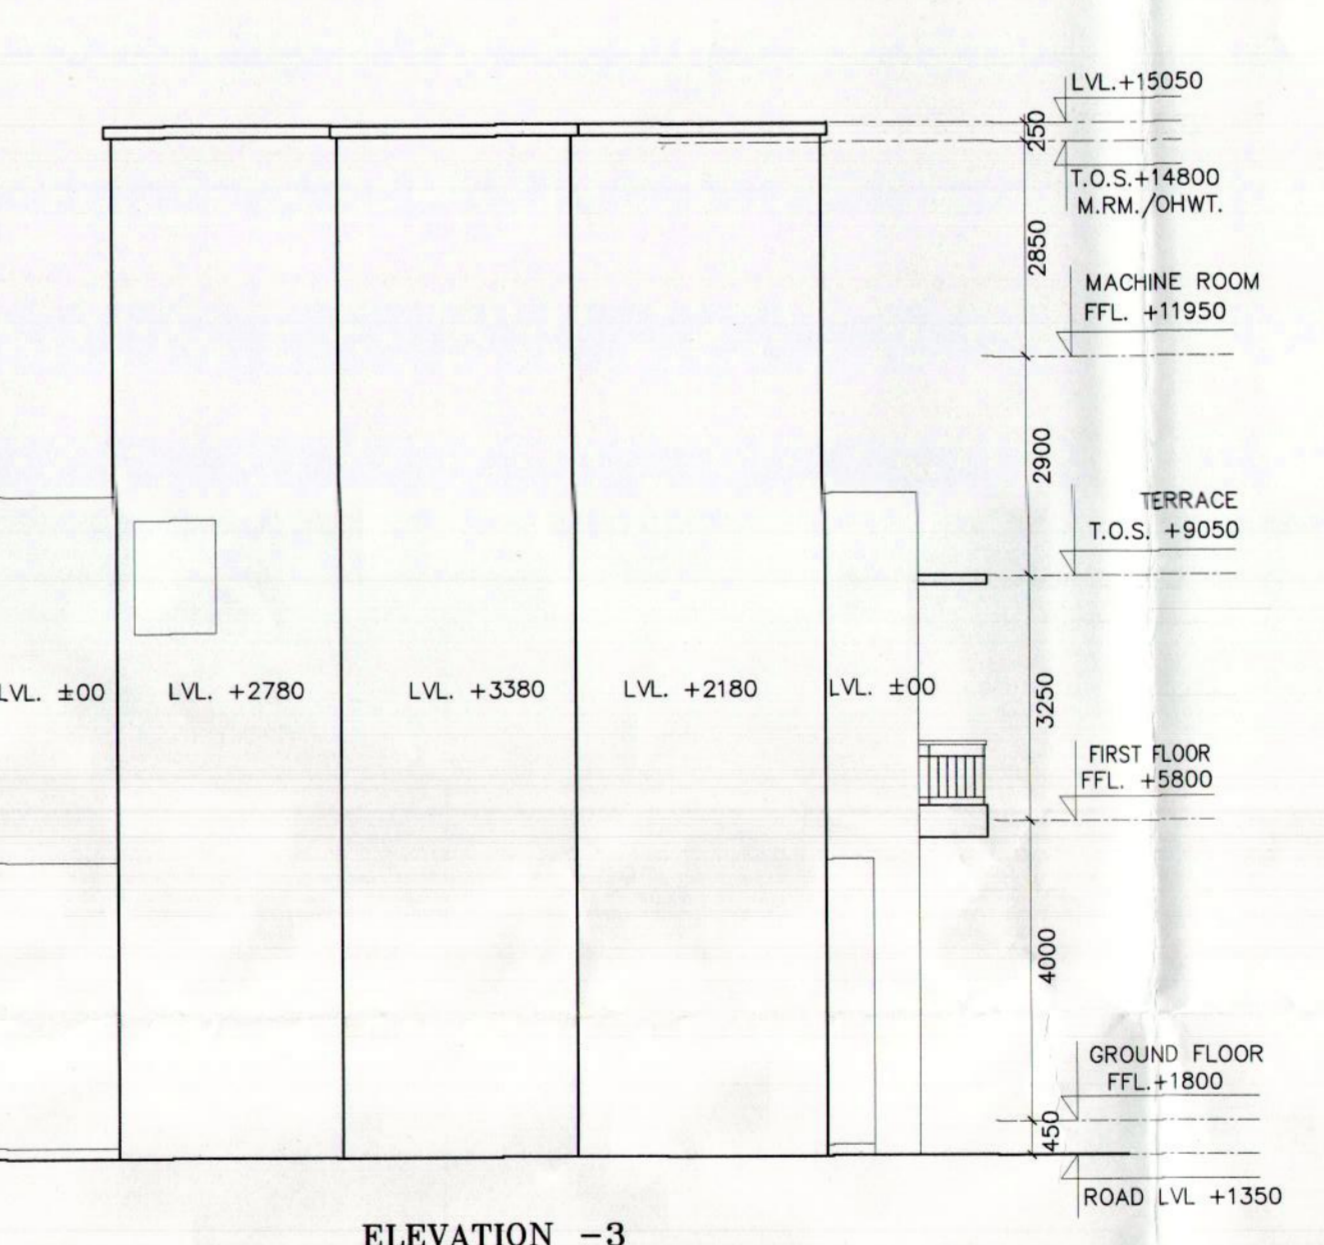 LVL.+15050
250
T.O.S.+14800
M.RM./OHWT.
2850
MACHINE ROOM
FFL. +11950
2900
TERRACE
T.O.S. +9050
LVL. ±00
LVL. +2780
LVL. +3380
LVL. +2180
LVL. ±00
3250
FIRST FLOOR
FFL. +5800
4000
GROUND FLOOR
FFL.+1800
450
ROAD LVL +1350
ELEVATION -3